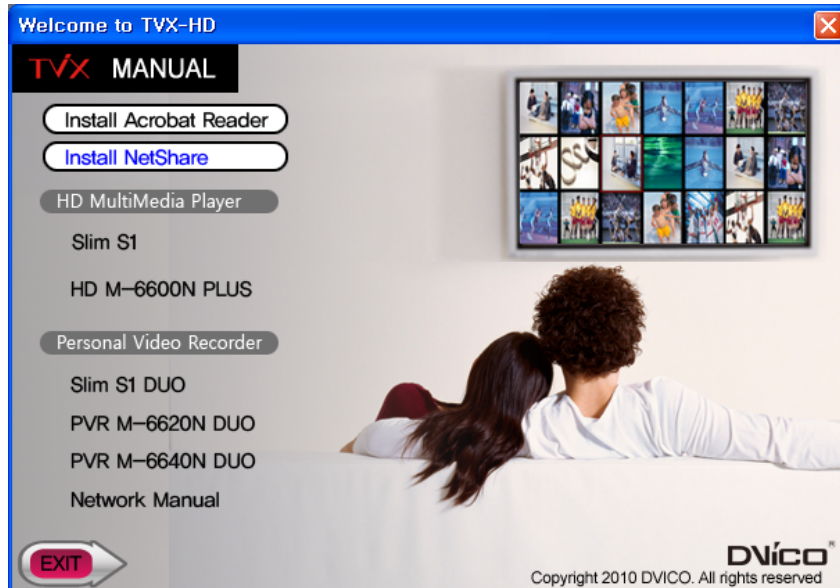 Welcome to TVX-HD
TViX MANUAL
Install Acrobat Reader
Install NetShare
HD MultiMedia Player
Slim S1
HD M-6600N PLUS
Personal Video Recorder
Slim S1 DUO
PVR M-6620N DUO
PVR M-6640N DUO
Network Manual
EXIT
DViCO®
Copyright 2010 DVICO. All rights reserved